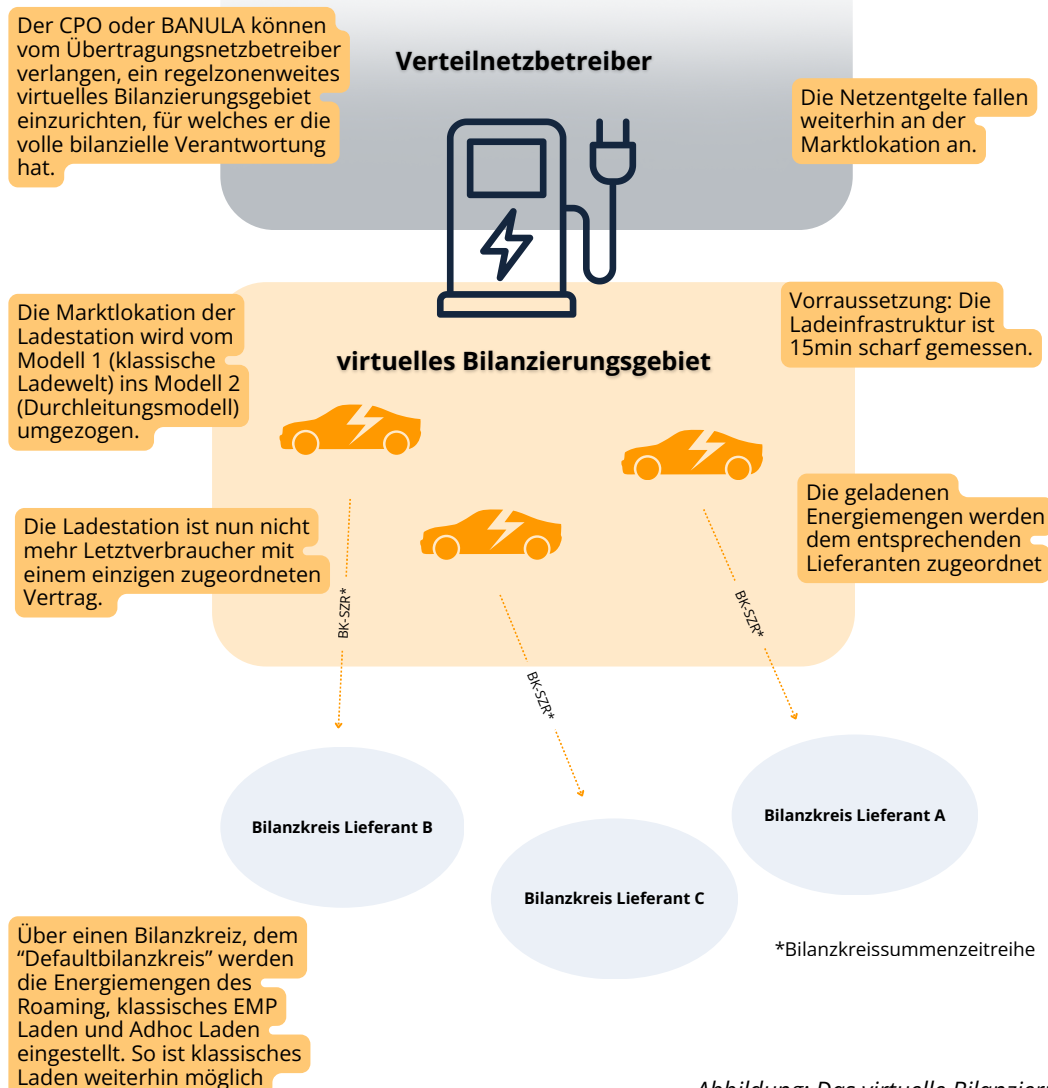 Der CPO oder BANULA können
vom Übertragungsnetzbetreiber
verlangen, ein regelzonenweites
virtuelles Bilanzierungsgebiet
einzurichten, für welches er die
volle bilanzielle Verantwortung
hat.
Verteilnetzbetreiber
Die Netzentgelte fallen
weiterhin an der
Marktlokation an.
Die Marktlokation der
Ladestation wird vom
Modell 1 (klassische
Ladewelt) ins Modell 2
(Durchleitungsmodell)
umgezogen.
virtuelles Bilanzierungsgebiet
Vorraussetzung: Die
Ladeinfrastruktur ist
15min scharf gemessen.
Die Ladestation ist nun nicht
mehr Letztverbraucher mit
einem einzigen zugeordneten
Vertrag.
Die geladenen
Energiemengen werden
dem entsprechenden
Lieferanten zugeordnet
BK-SZR*
BK-SZR*
BK-SZR*
Bilanzkreis Lieferant B
Bilanzkreis Lieferant C
Bilanzkreis Lieferant A
*Bilanzkreissummenzeitreihe
Über einen Bilanzkreiz, dem
“Defaultbilanzkreis” werden
die Energiemengen des
Roaming, klassisches EMP
Laden und Adhoc Laden
eingestellt. So ist klassisches
Laden weiterhin möglich
Abbildung: Das virtuelle